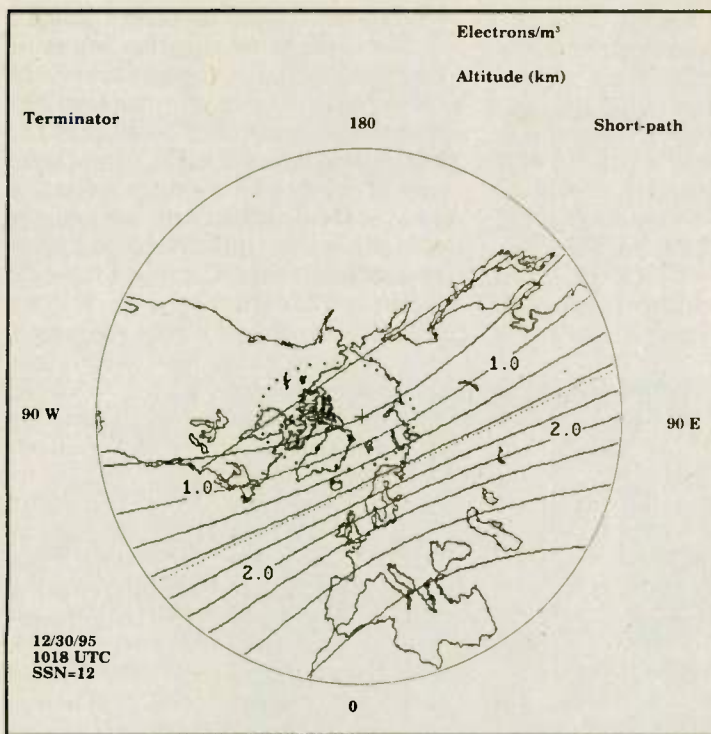 Electrons/m³
Altitude (km)
Terminator
180
Short-path
1.0
90 W
90 E
2.0
1.0
2.0
12/30/95
1018 UTC
SSN=12
0